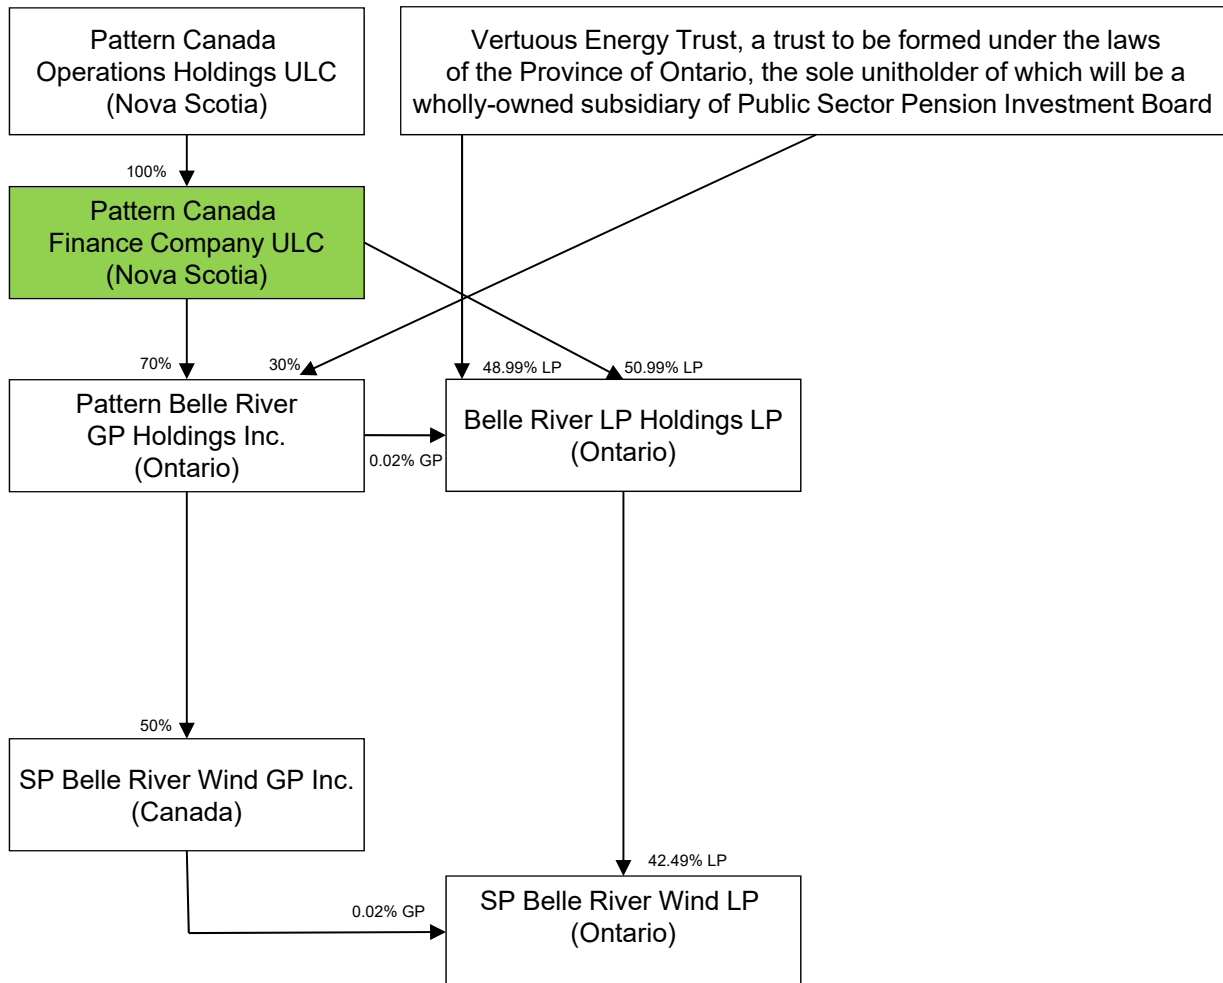 Pattern Canada
Operations Holdings ULC
(Nova Scotia)
Vertuous Energy Trust, a trust to be formed under the laws
of the Province of Ontario, the sole unitholder of which will be a
wholly-owned subsidiary of Public Sector Pension Investment Board
100%
Pattern Canada
Finance Company ULC
(Nova Scotia)
70%
30%
48.99% LP
50.99% LP
Pattern Belle River
GP Holdings Inc.
(Ontario)
0.02% GP
Belle River LP Holdings LP
(Ontario)
50%
SP Belle River Wind GP Inc.
(Canada)
42.49% LP
0.02% GP
SP Belle River Wind LP
(Ontario)